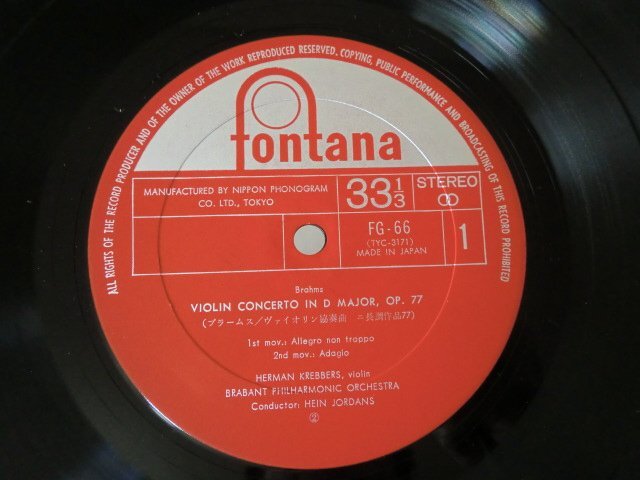 ALL RIGHTS OF THE RECORD PRODUCER AND OF THE OWNER OF THE WORK REPRODUCED RESERVED. COPYING, PUBLIC PERFORMANCE AND BROADCASTING OF THIS RECORD PROHIBITED
fontana
MANUFACTURED BY NIPPON PHONOGRAM
CO. LTD., TOKYO
33 1/3
STEREO
FG-66
(TYC-3171)
MADE IN JAPAN
1
Brahms
VIOLIN CONCERTO IN D MAJOR, OP. 77
(ブラームス/ヴァイオリン協奏曲 ニ長調作品77)
1st mov.: Allegro non troppo
2nd mov.: Adagio
HERMAN KREBBERS, violin
BRABANT PHILHARMONIC ORCHESTRA
Conductor: HEIN JORDANS
②